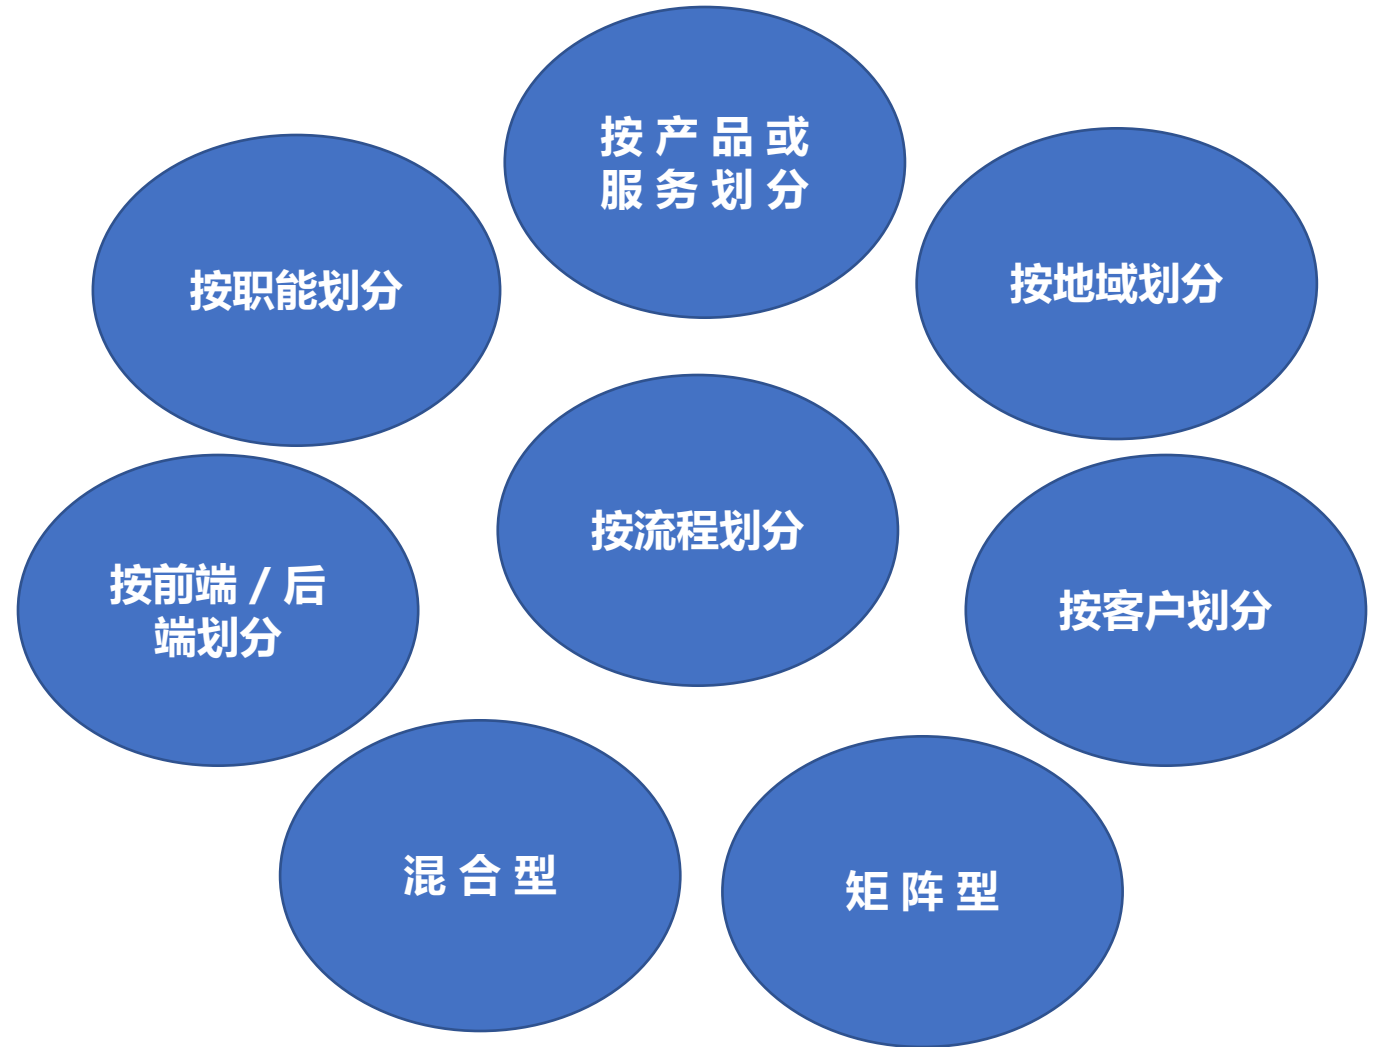 按产品或
服务划分
按职能划分
按地域划分
按流程划分
按前端/后
端划分
按客户划分
混合型
矩阵型